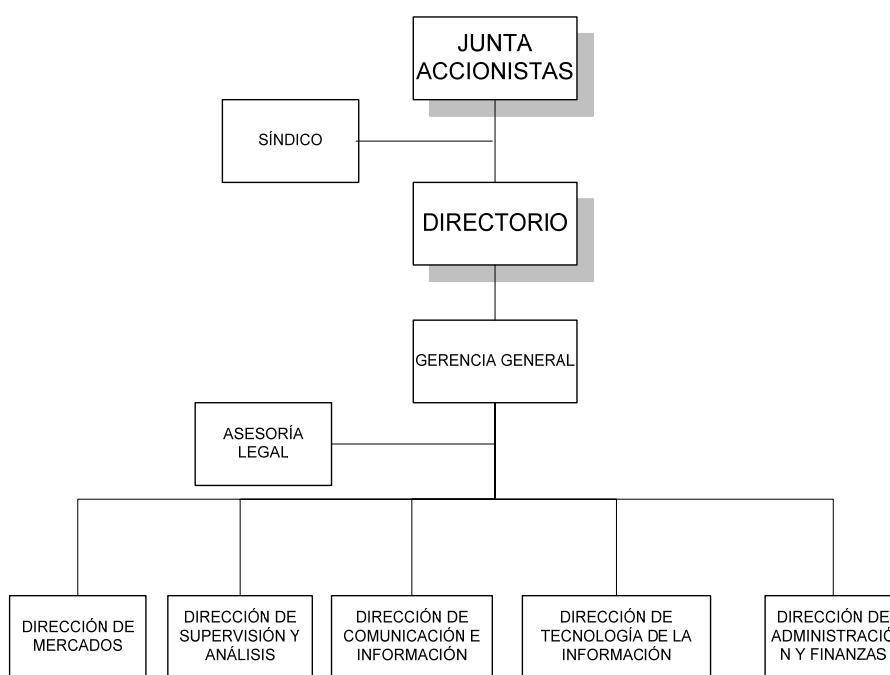 JUNTA
ACCIONISTAS
SÍNDICO
DIRECTORIO
GERENCIA GENERAL
ASESORÍA
LEGAL
DIRECCIÓN DE
MERCADOS
DIRECCIÓN DE
SUPERVISIÓN Y
ANÁLISIS
DIRECCIÓN DE
COMUNICACIÓN E
INFORMACIÓN
DIRECCIÓN DE
TECNOLOGÍA DE LA
INFORMACIÓN
DIRECCIÓN DE
ADMINISTRACIÓ
N Y FINANZAS